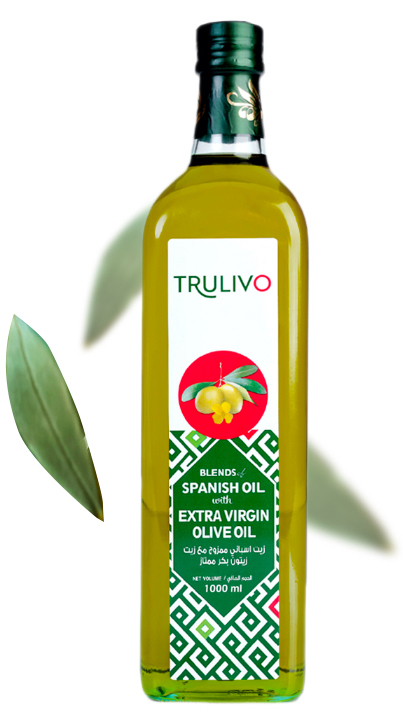 TRULIVO
BLENDS of
SPANISH OIL
with
EXTRA VIRGIN
OLIVE OIL
زيت اسباني ممزوج مع زيت
زيتون بكر ممتاز
NET VOLUME / الحجم الصافي
1000 ml